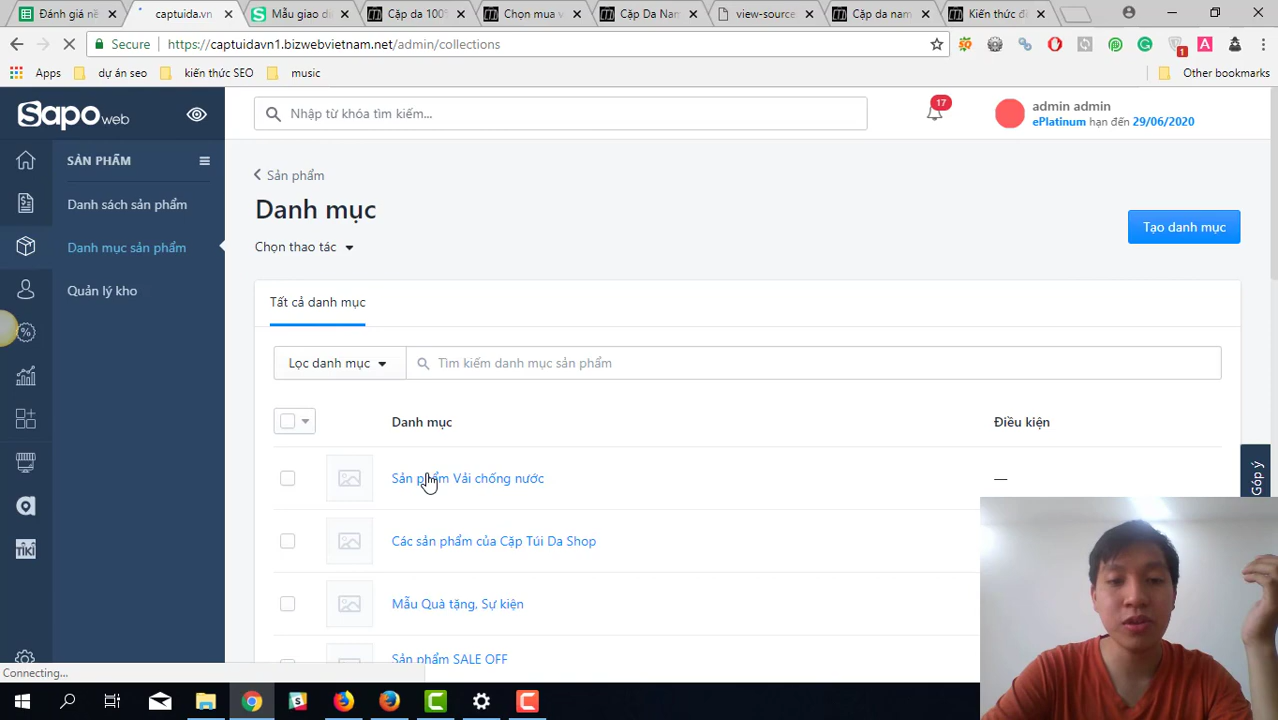 Đánh giá nă
captuida.vn
Mẫu giao di
Cặp da 100%
Chọn mua v
Cặp Da Nam
view-source
Cặp da nam
Kiến thức để
Secure
https://captuidavn1.bizwebvietnam.net/admin/collections
1
Apps
dự án seo
kiến thức SEO
music
Other bookmarks
Sapo web
Nhập từ khóa tìm kiếm...
17
admin admin
ePlatinum hạn đến 29/06/2020
SẢN PHẨM
Danh sách sản phẩm
Danh mục sản phẩm
Quản lý kho
Sản phẩm
Danh mục
Chọn thao tác
Tạo danh mục
Tất cả danh mục
Lọc danh mục
Tìm kiếm danh mục sản phẩm
Danh mục
Điều kiện
Sản phẩm Vải chống nước
—
Các sản phẩm của Cặp Túi Da Shop
Mẫu Quà tặng, Sự kiện
Sản phẩm SALE OFF
Góp ý
TIKI
Connecting...